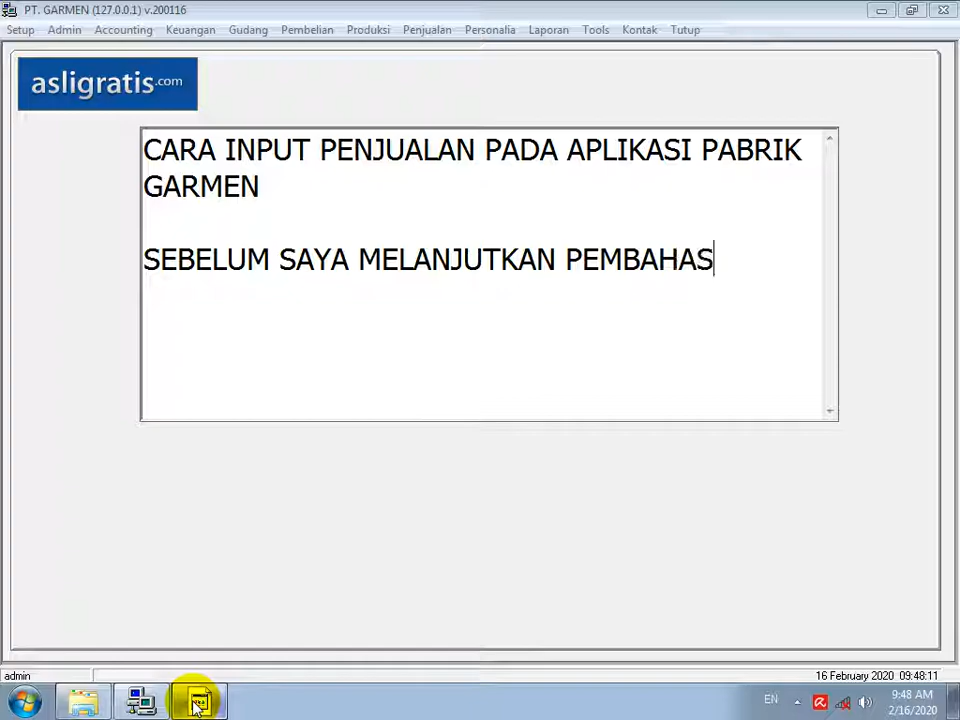 PT. GARMEN (127.0.0.1) v.200116
Setup Admin Accounting Keuangan Gudang Pembelian Produksi Penjualan Personalia Laporan Tools Kontak Tutup
asligratis.com
CARA INPUT PENJUALAN PADA APLIKASI PABRIK
GARMEN
SEBELUM SAYA MELANJUTKAN PEMBAHAS
admin
16 February 2020 09:48:11
EN
9:48 AM
2/16/2020